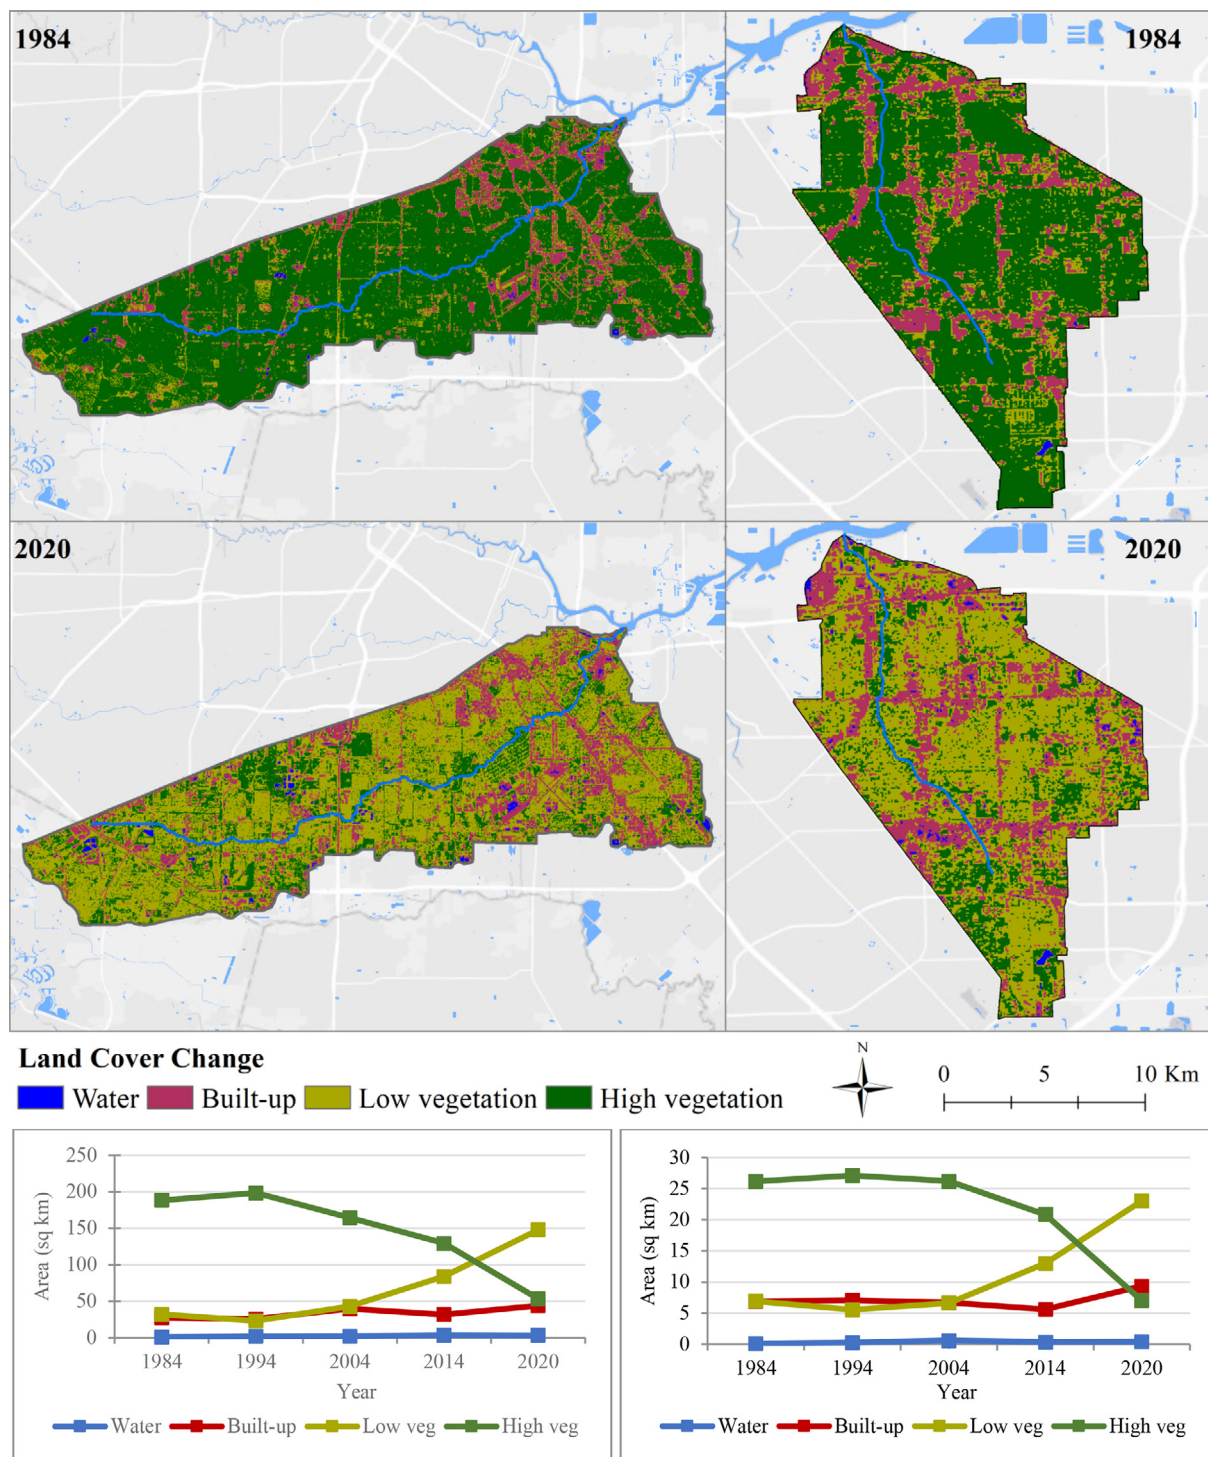 1984
1984
2020
2020
Land Cover Change
Water Built-up Low vegetation High vegetation
N
0 5 10 Km
250
200
150
100
50
0
Area (sq km)
1984 1994 2004 2014 2020
Year
Water Built-up Low veg High veg
30
25
20
15
10
5
0
Area (sq km)
1984 1994 2004 2014 2020
Year
Water Built-up Low veg High veg